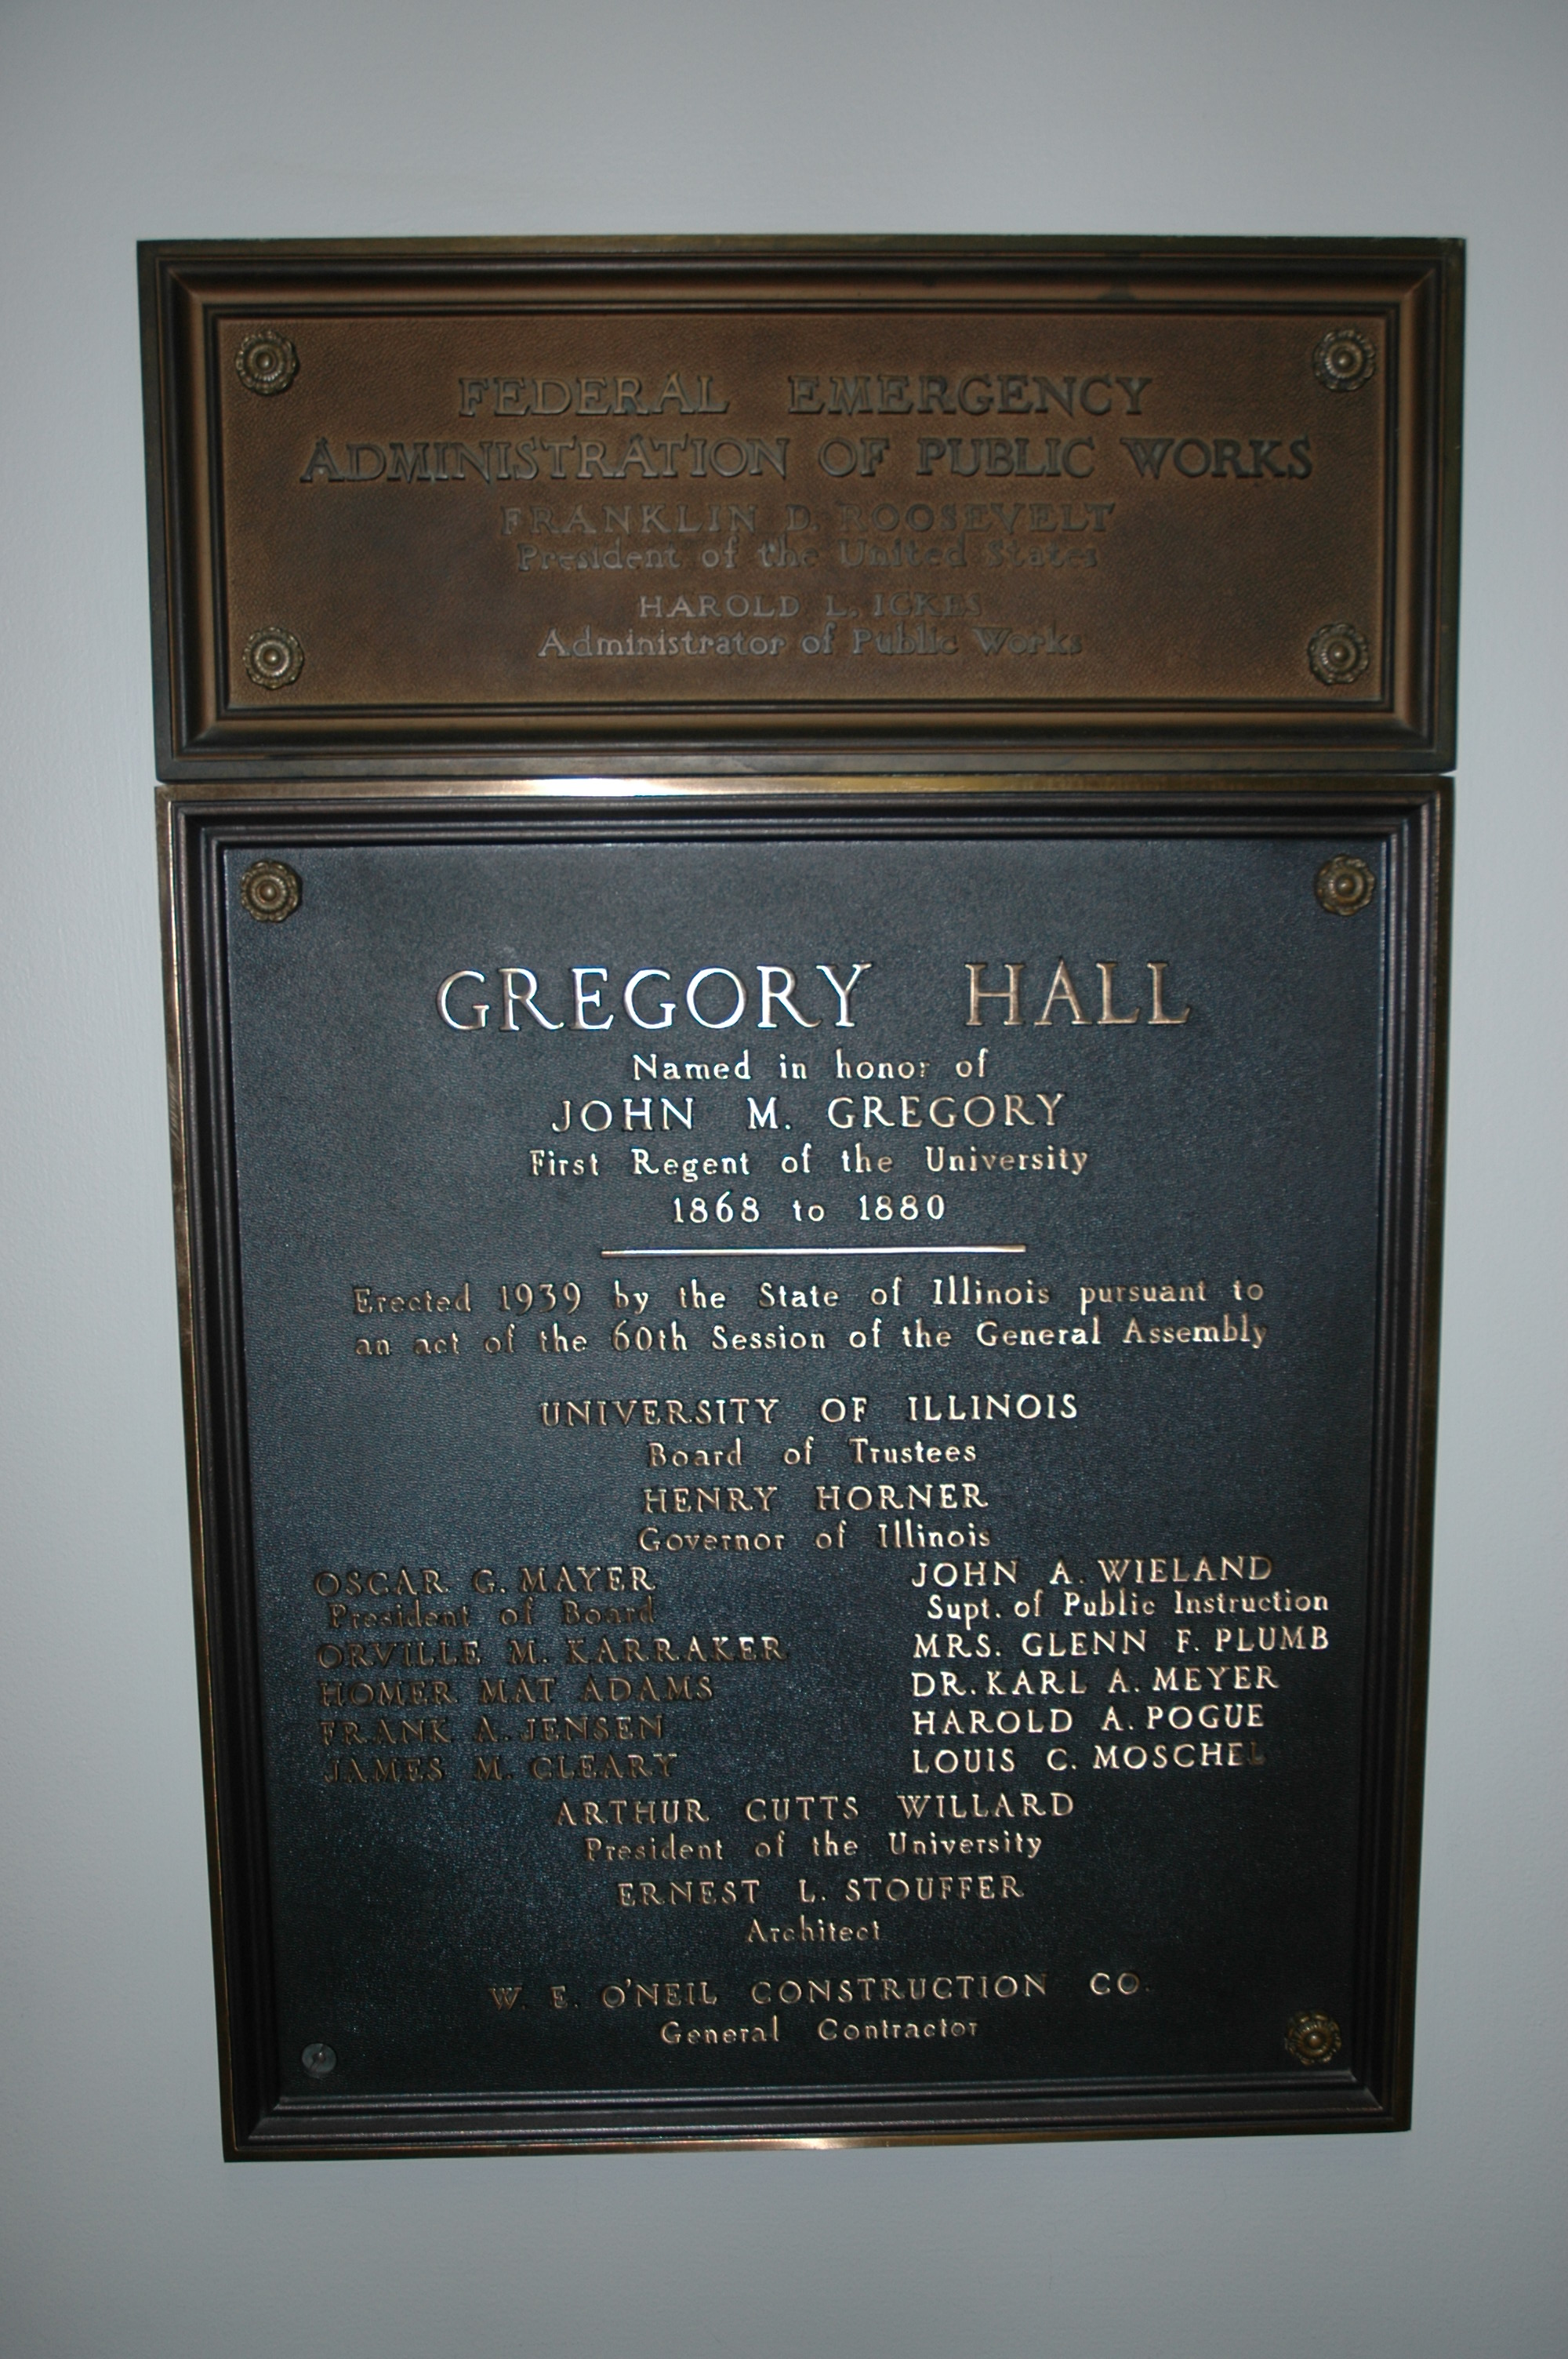 FEDERAL EMERGENCY
ADMINISTRATION OF PUBLIC WORKS
FRANKLIN D. ROOSEVELT
President of the United States
HAROLD L. ICKES
Administrator of Public Works
GREGORY HALL
Named in honor of
JOHN M. GREGORY
First Regent of the University
1868 to 1880
Erected 1939 by the State of Illinois pursuant to
an act of the 60th Session of the General Assembly
UNIVERSITY OF ILLINOIS
Board of Trustees
HENRY HORNER
Governor of Illinois
OSCAR G. MAYER
President of Board
ORVILLE M. KARRAKER
HOMER MAT ADAMS
FRANK A. JENSEN
JAMES M. CLEARY
JOHN A. WIELAND
Supt. of Public Instruction
MRS. GLENN F. PLUMB
DR. KARL A. MEYER
HAROLD A. POGUE
LOUIS C. MOSCHEL
ARTHUR CUTTS WILLARD
President of the University
ERNEST L. STOUFFER
Architect
W. E. O'NEIL CONSTRUCTION CO.
General Contractor